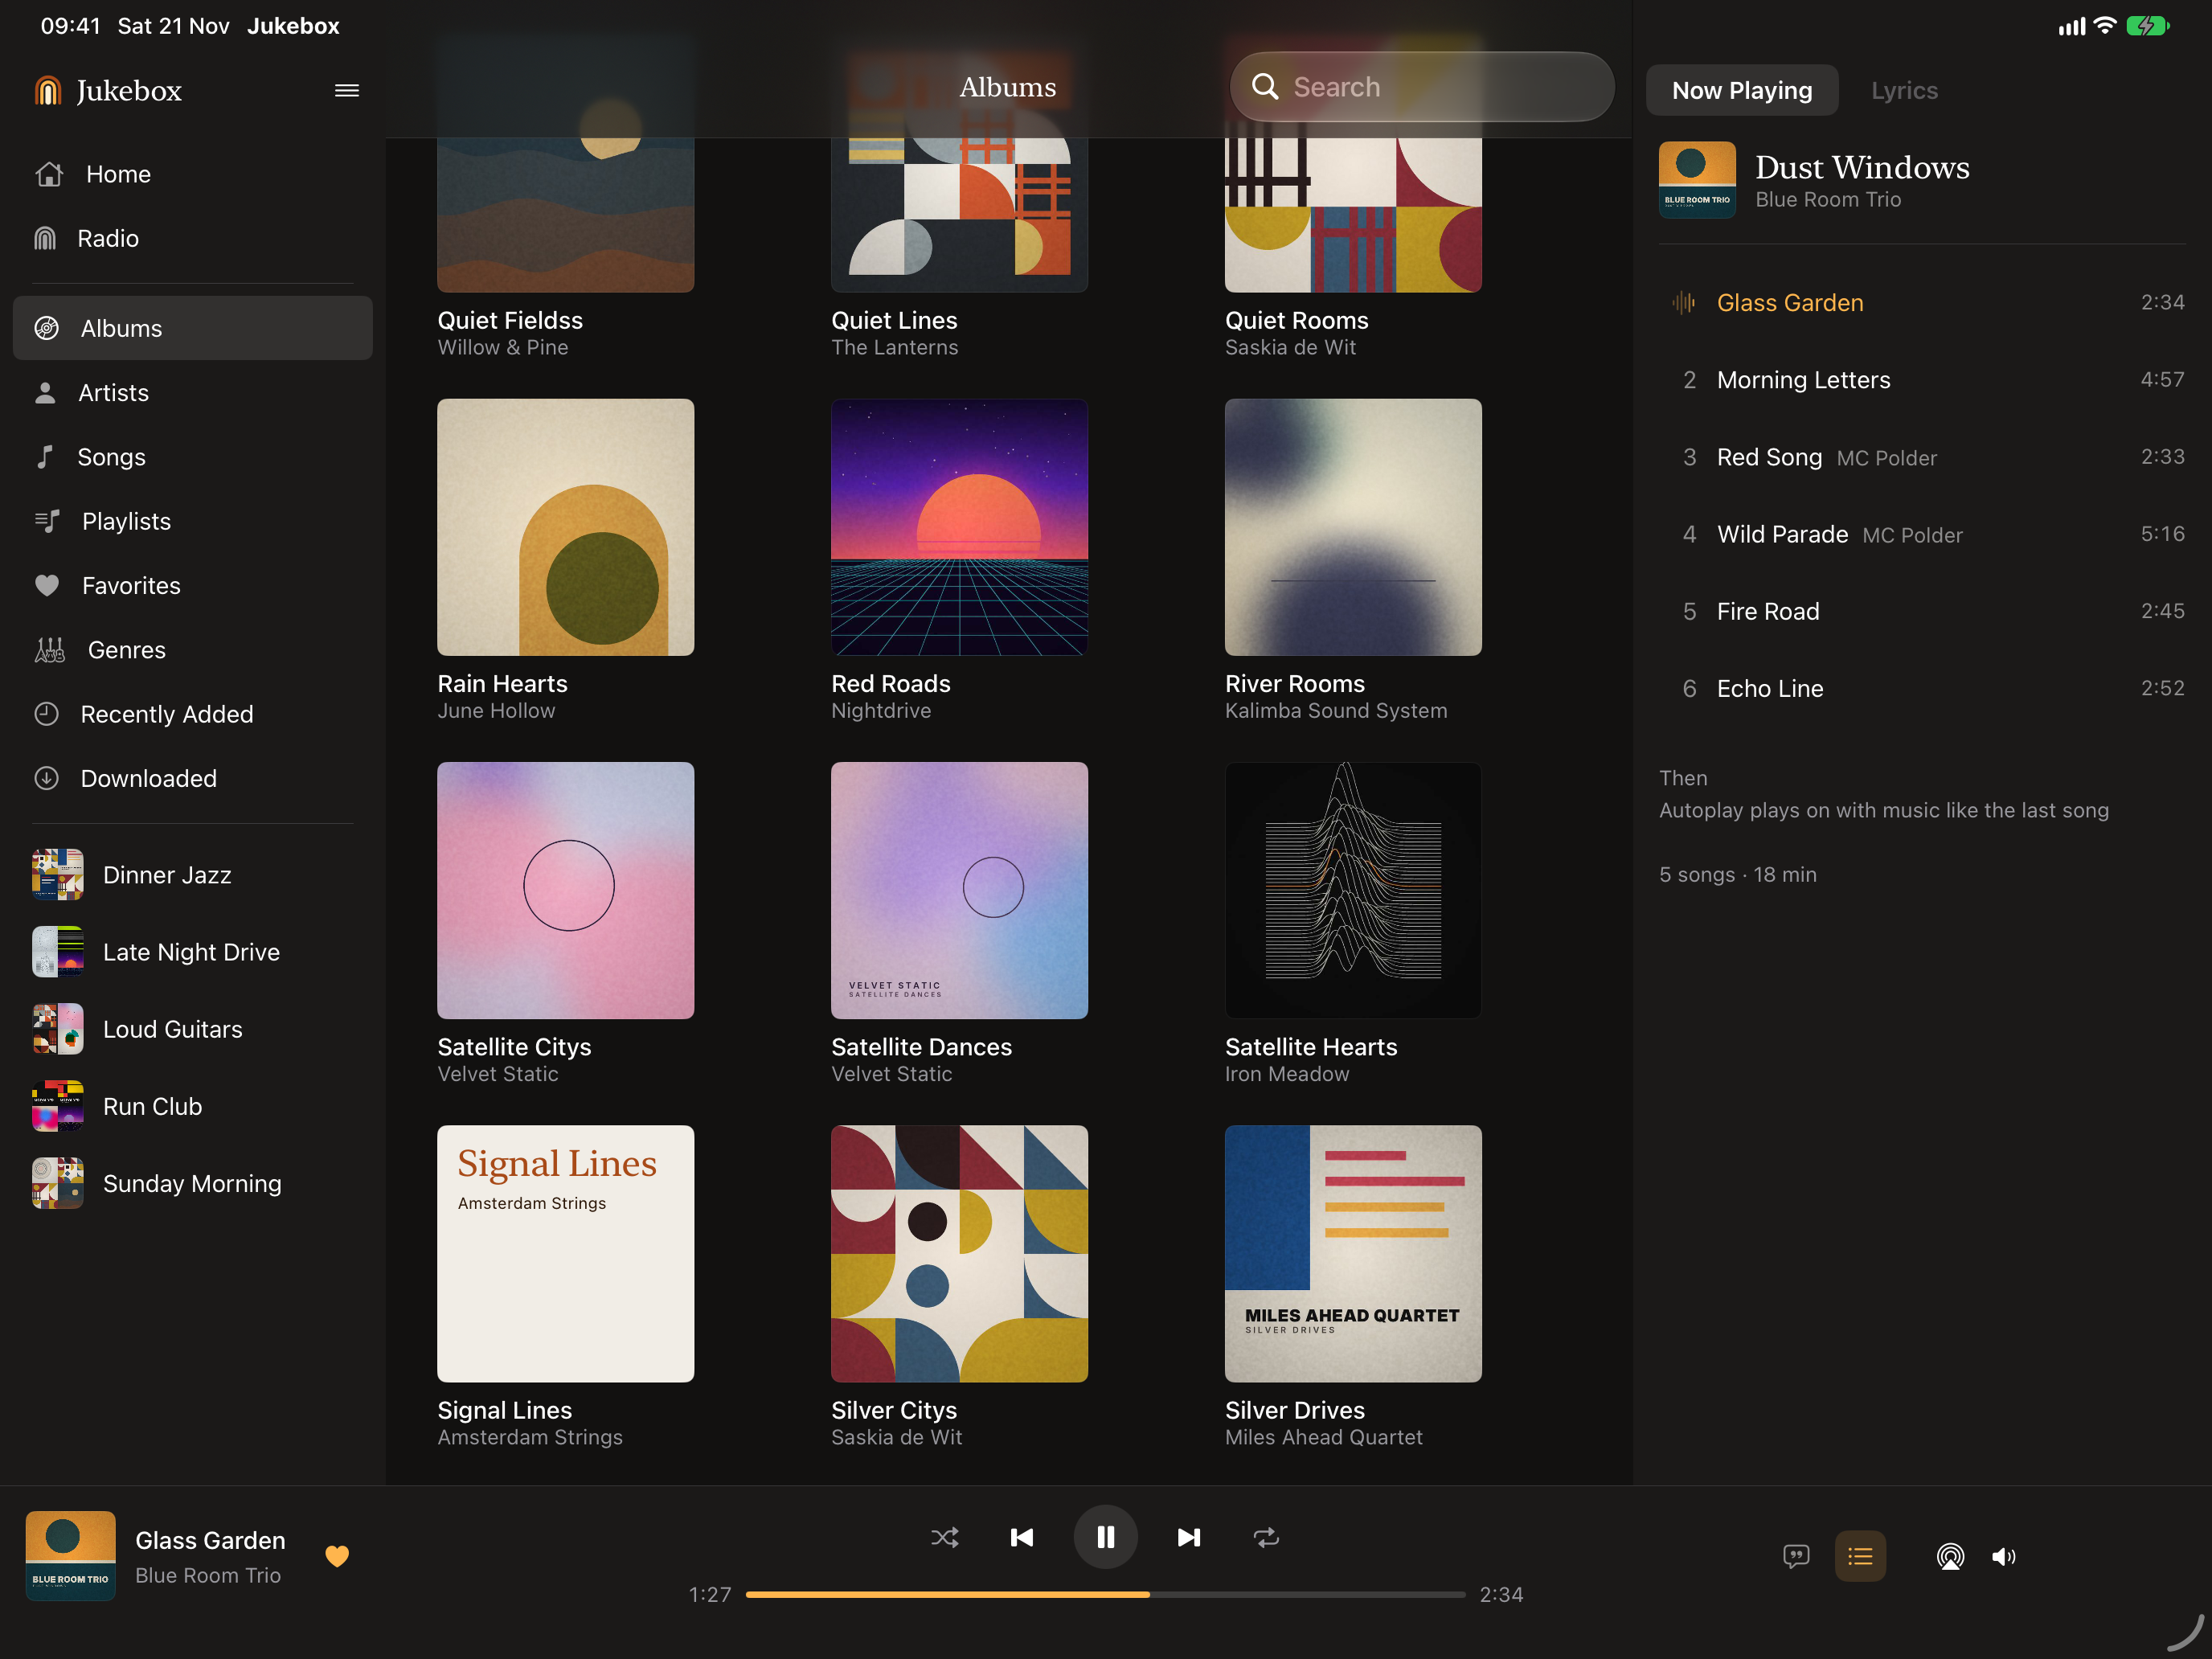 09:41 Sat 21 Nov Jukebox
Jukebox
Home
Radio
Albums
Artists
Songs
Playlists
Favorites
Genres
Recently Added
Downloaded
Dinner Jazz
Late Night Drive
Loud Guitars
Run Club
Sunday Morning
Albums
Search
Quiet Fieldss
Willow & Pine
Quiet Lines
The Lanterns
Quiet Rooms
Saskia de Wit
Rain Hearts
June Hollow
Red Roads
Nightdrive
River Rooms
Kalimba Sound System
Satellite Citys
Velvet Static
VELVET STATIC
SATELLITE DANCES
Satellite Dances
Velvet Static
Satellite Hearts
Iron Meadow
Signal Lines
Amsterdam Strings
Signal Lines
Amsterdam Strings
Silver Citys
Saskia de Wit
MILES AHEAD QUARTET
SILVER DRIVES
Silver Drives
Miles Ahead Quartet
Now Playing Lyrics
BLUE ROOM TRIO
Dust Windows
Blue Room Trio
Glass Garden 2:34
2 Morning Letters 4:57
3 Red Song MC Polder 2:33
4 Wild Parade MC Polder 5:16
5 Fire Road 2:45
6 Echo Line 2:52
Then
Autoplay plays on with music like the last song
5 songs · 18 min
BLUE ROOM TRIO
Glass Garden
Blue Room Trio
1:27 2:34